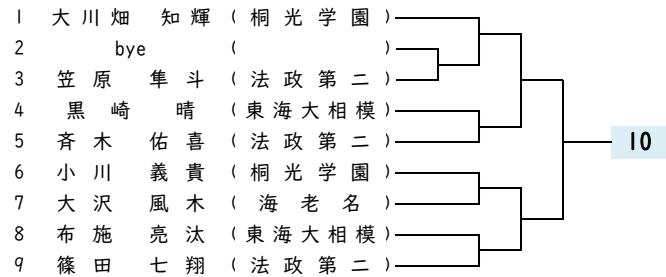 1 大川畑 知輝 (桐光学園)
2 bye ( )
3 笠原 隼斗 (法政第二)
4 黒崎 晴 (東海大相模)
5 斉木 佑喜 (法政第二)
6 小川 義貴 (桐光学園)
7 大沢 風木 (海老名)
8 布施 亮汰 (東海大相模)
9 篠田 七翔 (法政第二)
10